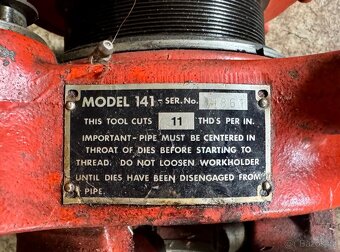 MODEL 141 - SER. No.
THIS TOOL CUTS 11 THD'S PER IN.
IMPORTANT-PIPE MUST BE CENTERED IN
THROAT OF DIES BEFORE STARTING TO
THREAD. DO NOT LOOSEN WORKHOLDER
UNTIL DIES HAVE BEEN DISENGAGED FROM
PIPE.